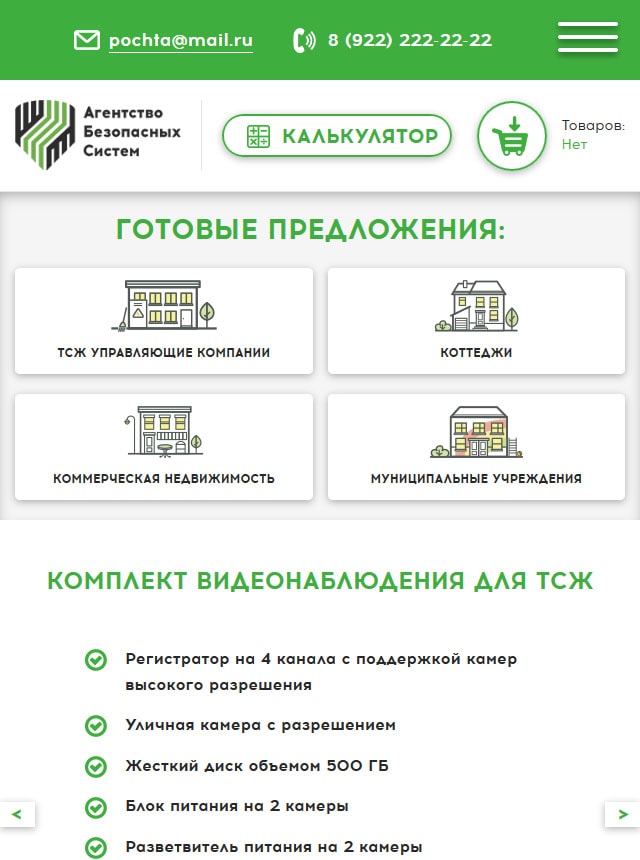 pochta@mail.ru
8 (922) 222-22-22
Агентство
Безопасных
Систем
КАЛЬКУЛЯТОР
Товаров:
Нет
ГОТОВЫЕ ПРЕДЛОЖЕНИЯ:
ТСЖ УПРАВЛЯЮЩИЕ КОМПАНИИ
КОТТЕДЖИ
КОММЕРЧЕСКАЯ НЕДВИЖИМОСТЬ
МУНИЦИПАЛЬНЫЕ УЧРЕЖДЕНИЯ
КОМПЛЕКТ ВИДЕОНАБЛЮДЕНИЯ ДЛЯ ТСЖ
Регистратор на 4 канала с поддержкой камер
высокого разрешения
Уличная камера с разрешением
Жесткий диск объемом 500 ГБ
Блок питания на 2 камеры
<
>
Разветвитель питания на 2 камеры